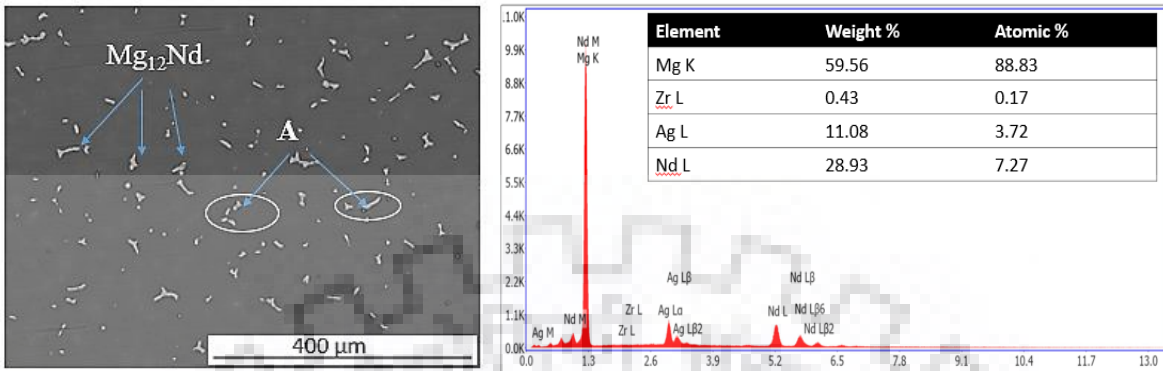 Mg₁₂Nd
A
400 µm
1.0K
9.9K
8.8K
7.7K
6.6K
5.5K
4.4K
3.3K
2.2K
1.1K
0.0K
Nd M
Mg K
Ag M
Nd M
Zr L
Zr L
Ag Lβ
Ag Lα
Ag Lβ2
Nd L
Nd Lβ
Nd Lβ6
Nd Lβ2
0.0 1.3 2.6 3.9 5.2 6.5 7.8 9.1 10.4 11.7 13.0
Element Weight % Atomic %
Mg K 59.56 88.83
Zr L 0.43 0.17
Ag L 11.08 3.72
Nd L 28.93 7.27